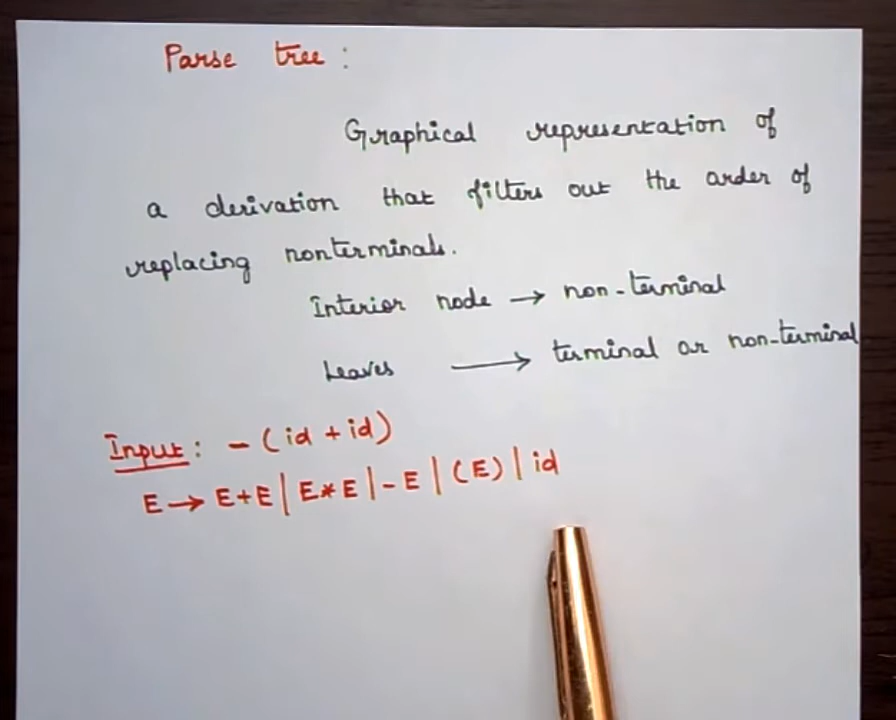 Parse tree :
Graphical representation of
a derivation that filters out the order of
replacing nonterminals.
Interior node → non-terminal
Leaves → terminal or non-terminal
Input: - (id + id)
E → E+E | E*E | -E | (E) | id